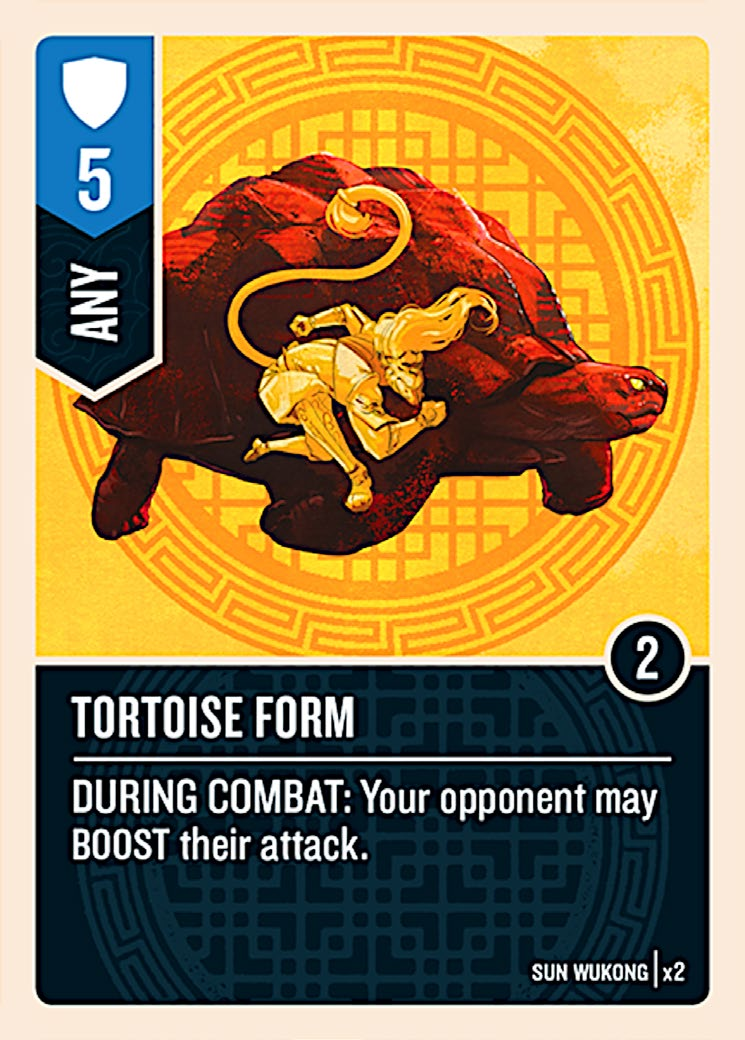 5
ANY
2
TORTOISE FORM
DURING COMBAT: Your opponent may
BOOST their attack.
SUN WUKONG | x2